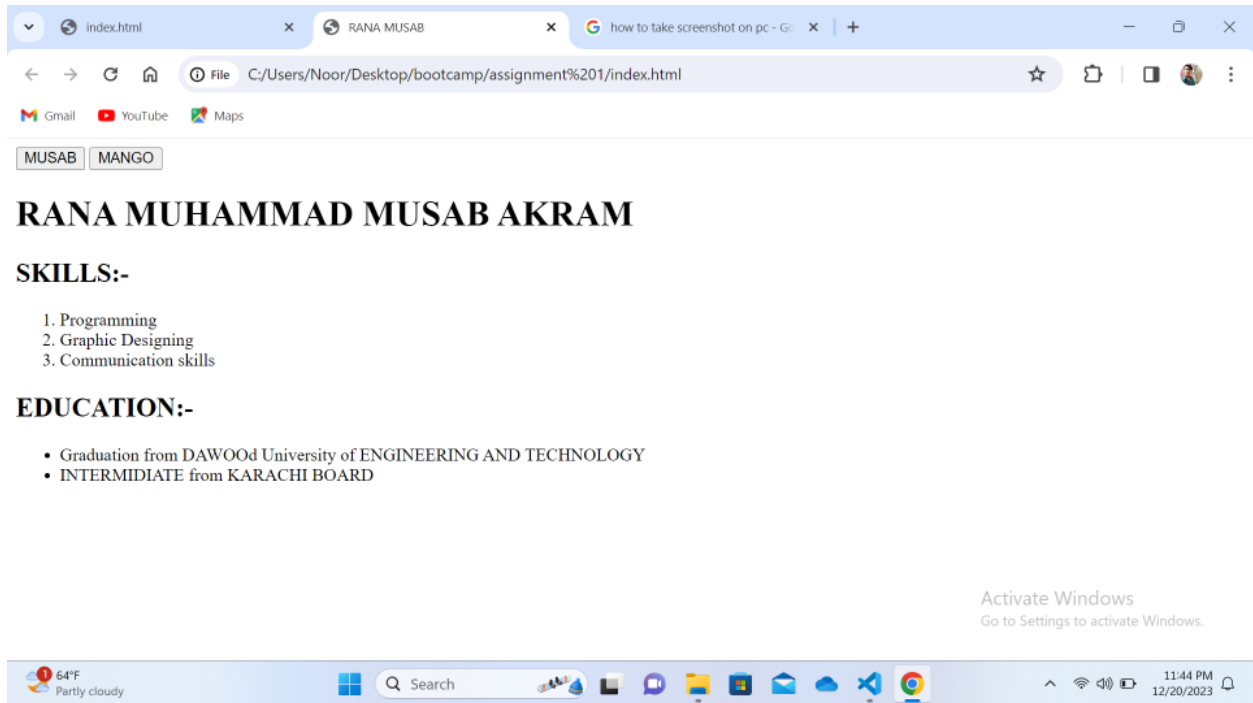 index.html
RANA MUSAB
how to take screenshot on pc - Go
File C:/Users/Noor/Desktop/bootcamp/assignment%201/index.html
Gmail YouTube Maps
MUSAB MANGO
RANA MUHAMMAD MUSAB AKRAM
SKILLS:-
1. Programming
2. Graphic Designing
3. Communication skills
EDUCATION:-
• Graduation from DAWOOd University of ENGINEERING AND TECHNOLOGY
• INTERMIDIATE from KARACHI BOARD
Activate Windows
Go to Settings to activate Windows.
1
64°F
Partly cloudy
Search
11:44 PM
12/20/2023